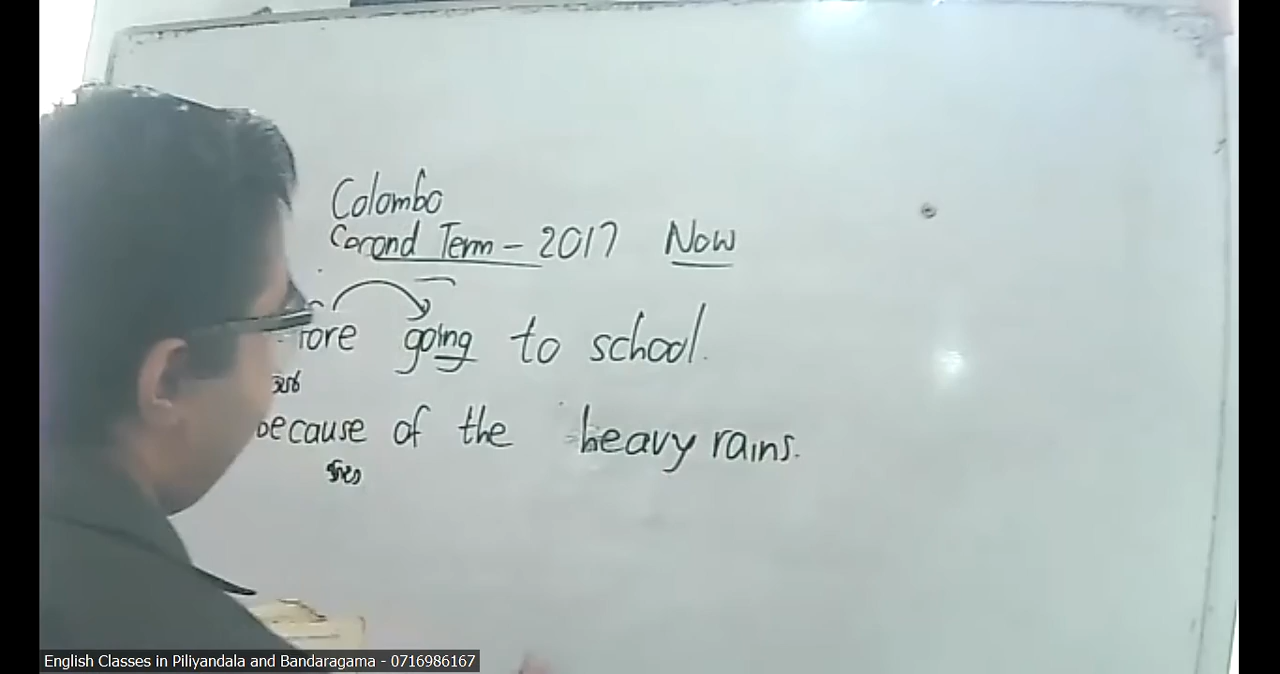 Colombo
Cerond Term - 2017 Now
fore going to school.
because of the heavy rains.
English Classes in Piliyandala and Bandaragama - 0716986167